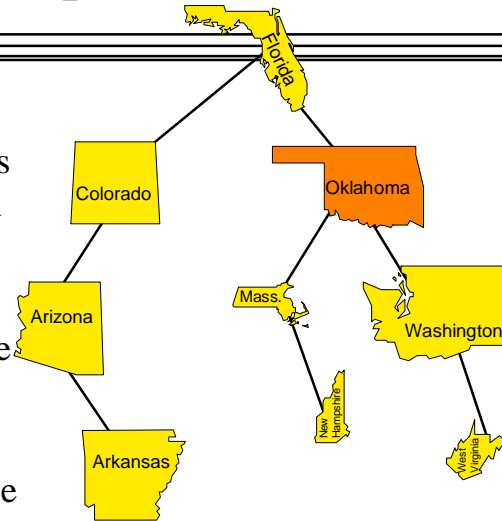 Florida
Colorado
Oklahoma
Arizona
Mass.
Washington
Arkansas
New
Hampshire
West
Virginia